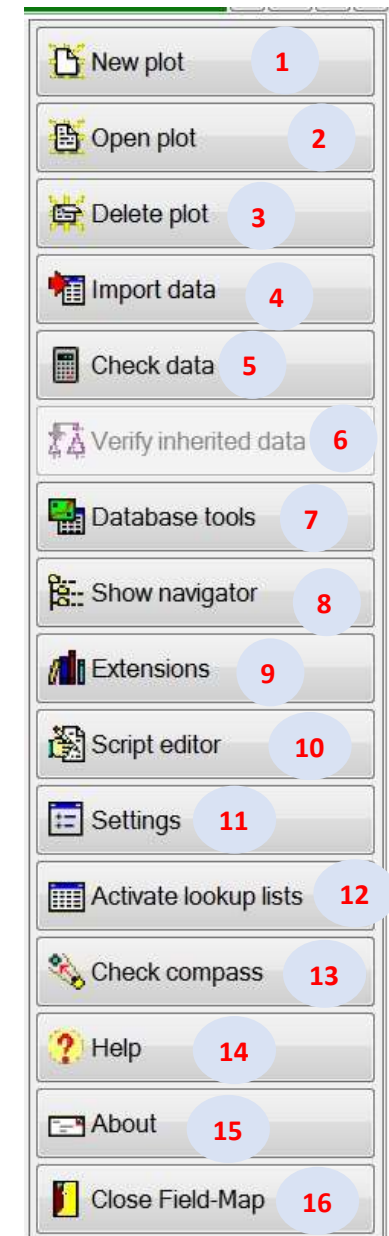 New plot 1
Open plot 2
Delete plot 3
Import data 4
Check data 5
Verify inherited data 6
Database tools 7
Show navigator 8
Extensions 9
Script editor 10
Settings 11
Activate lookup lists 12
Check compass 13
Help 14
About 15
Close Field-Map 16